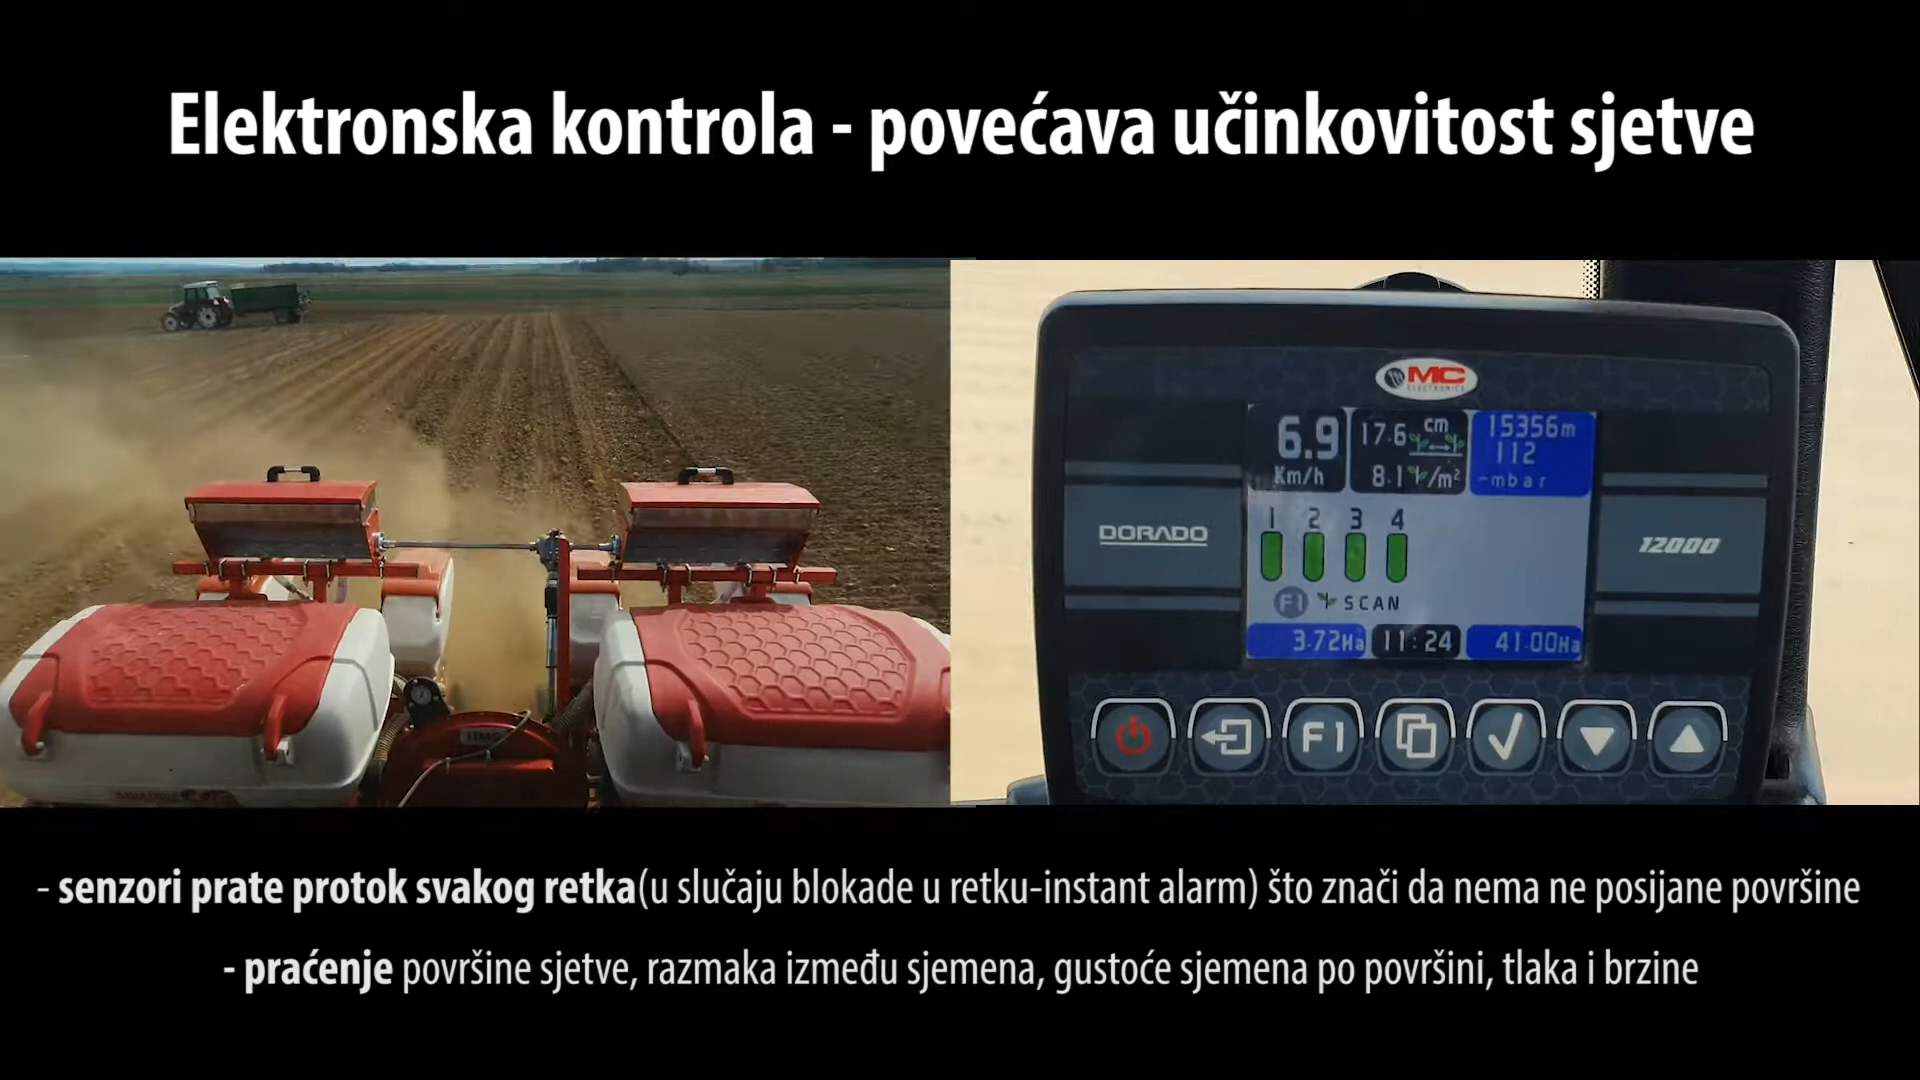 Elektronska kontrola - povećava učinkovitost sjetve
MC
ELECTRONICS
6.9
Km/h
17.6 cm
8.1 /m²
15356m
112
-mbar
1 2 3 4
F1 SCAN
3.72Ha 11:24 41.00Ha
DORADO
12000
F1
- senzori prate protok svakog retka(u slučaju blokade u retku-instant alarm) što znači da nema ne posijane površine
- praćenje površine sjetve, razmaka između sjemena, gustoće sjemena po površini, tlaka i brzine